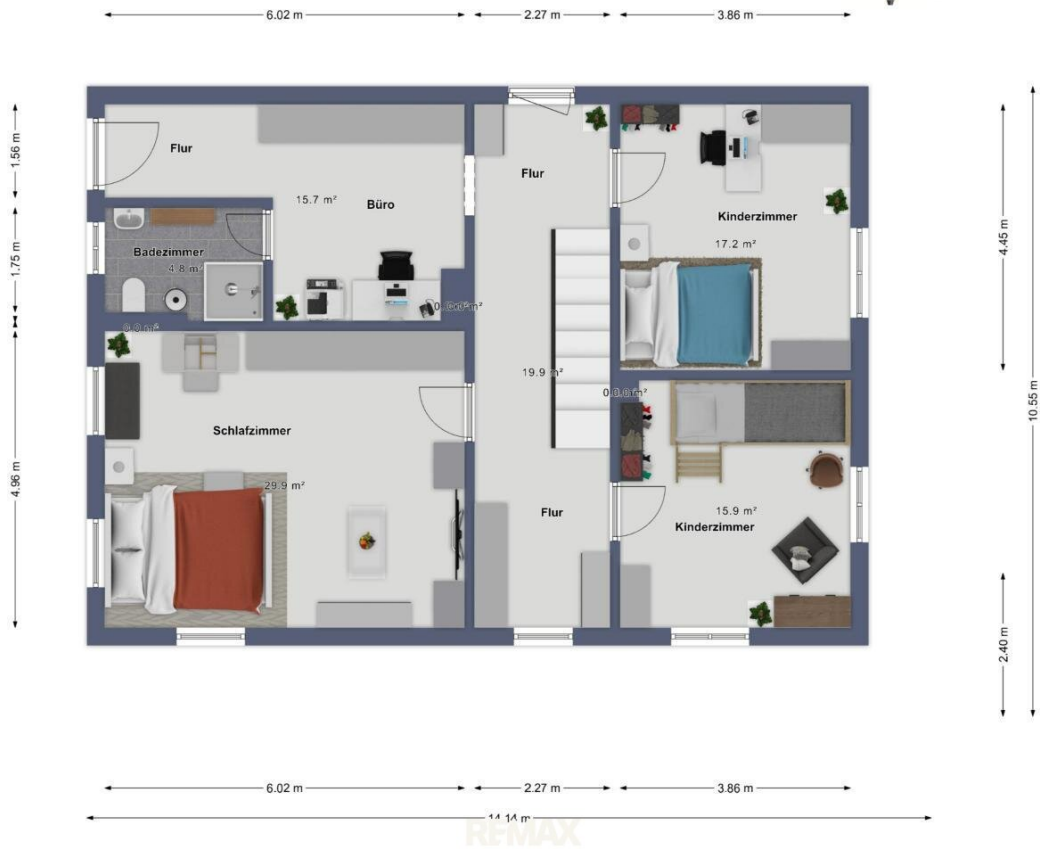 6.02 m
2.27 m
3.86 m
1.56 m
1.75 m
4.96 m
Flur
15.7 m²
Büro
Badezimmer
4.8 m²
Flur
Kinderzimmer
17.2 m²
4.45 m
10.55 m
2.40 m
19.9 m²
Schlafzimmer
29.9 m²
Flur
15.9 m²
Kinderzimmer
6.02 m
2.27 m
3.86 m
14.14 m
REMAX